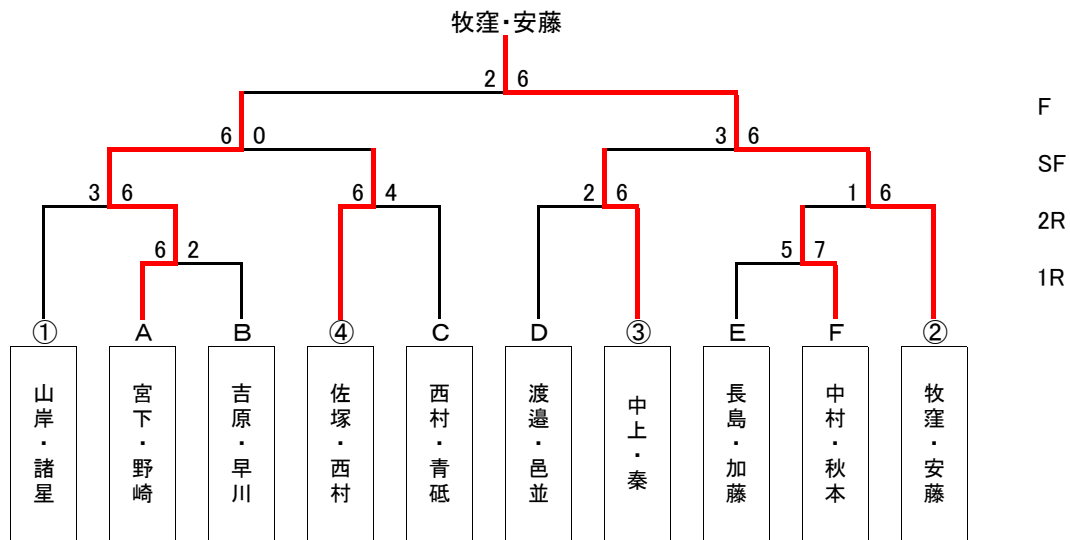 牧窪・安藤
2 6
F
6 0
3 6
SF
3 6
6 4
2 6
1 6
2R
6 2
5 7
1R
① A B ④ C D ③ E F ②
山岸・諸星
宮下・野崎
吉原・早川
佐塚・西村
西村・青砥
渡邉・邑並
中上・秦
長島・加藤
中村・秋本
牧窪・安藤